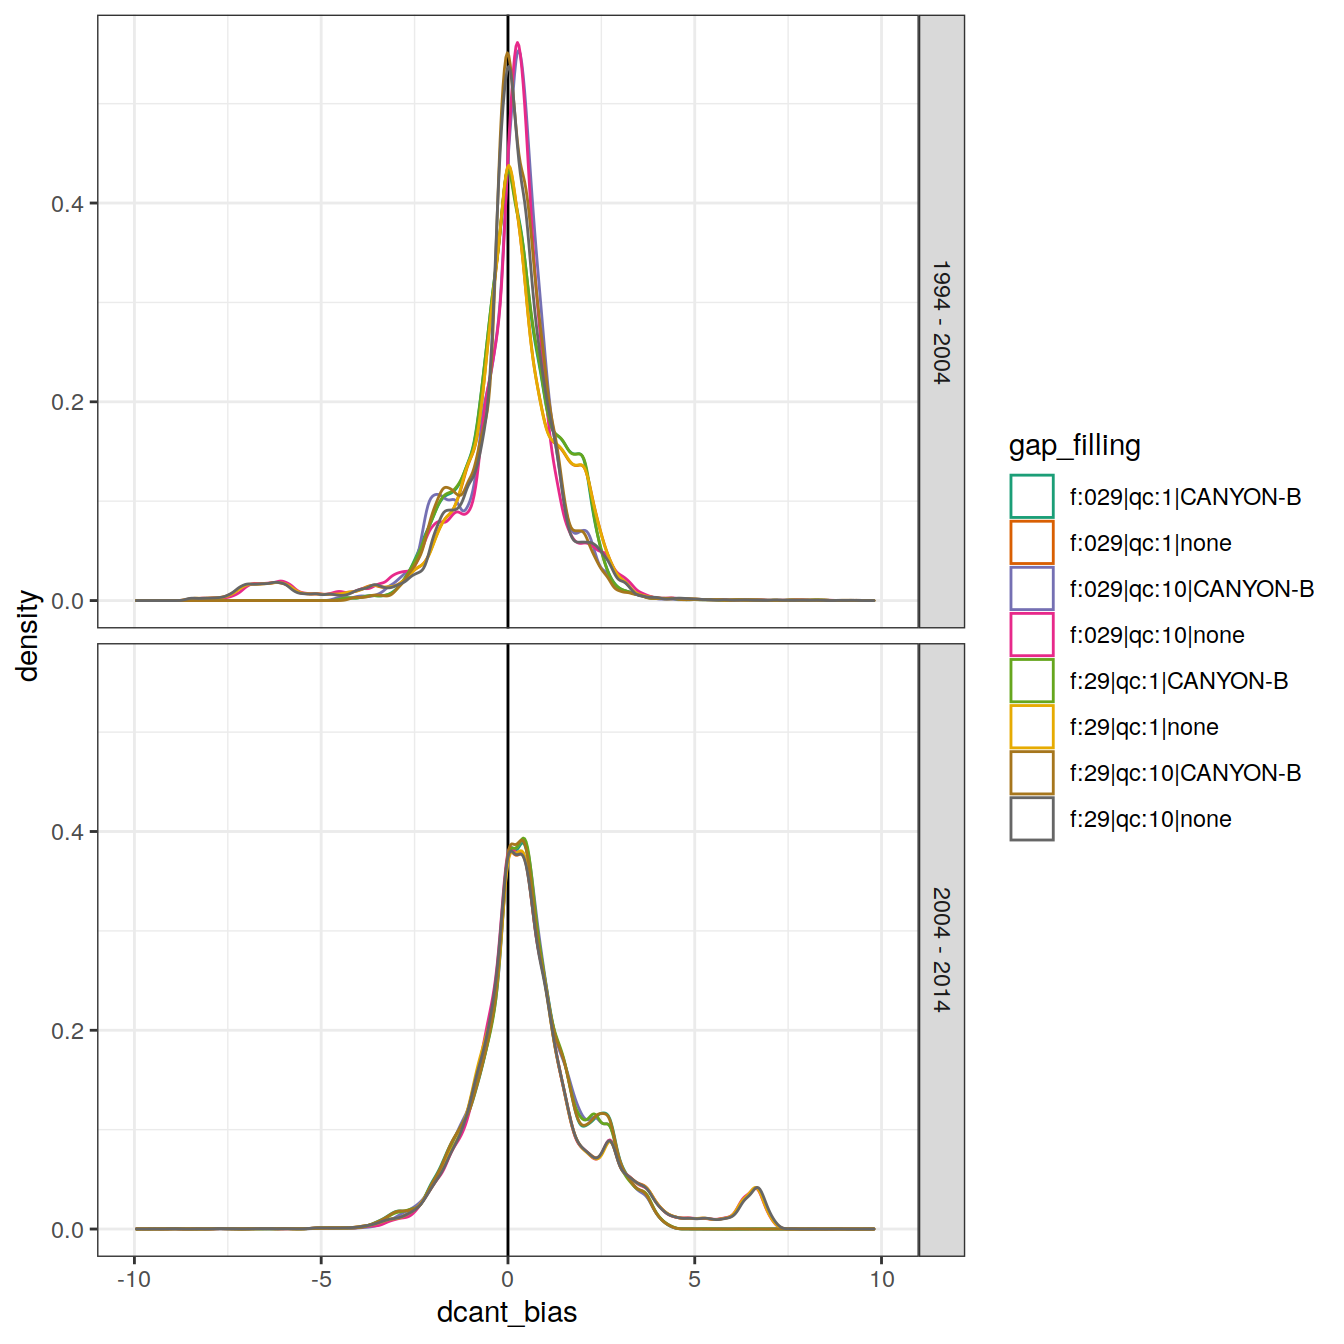 0.4
0.2
0.0
1994 - 2004
density
0.4
0.2
0.0
2004 - 2014
-10
-5
0
5
10
dcant_bias
gap_filling
f:029|qc:1|CANYON-B
f:029|qc:1|none
f:029|qc:10|CANYON-B
f:029|qc:10|none
f:29|qc:1|CANYON-B
f:29|qc:1|none
f:29|qc:10|CANYON-B
f:29|qc:10|none